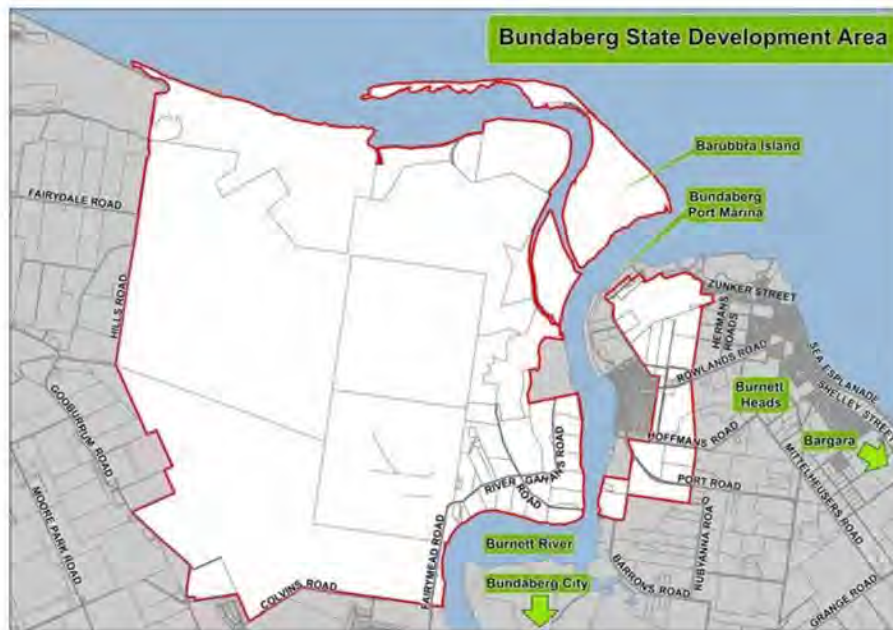 Bundaberg State Development Area
Barubbra Island
Bundaberg
Port Marina
FAIRYDALE ROAD
HILLS ROAD
ZUNKER STREET
HERMANS
ROADS
ROWLANDS ROAD
SEA ESPLANADE
SHELLEY STREET
Burnett
Heads
Bargara
GOOBURRUM ROAD
HOFFMANS ROAD
MOORE PARK ROAD
RIVER
ROAD
PORT ROAD
MITTELHEUSERS ROAD
RUBYANNA ROAD
FAIRYMEAD ROAD
Burnett River
Bundaberg City
COLVINS ROAD
BARRONS ROAD
GRANGE ROAD